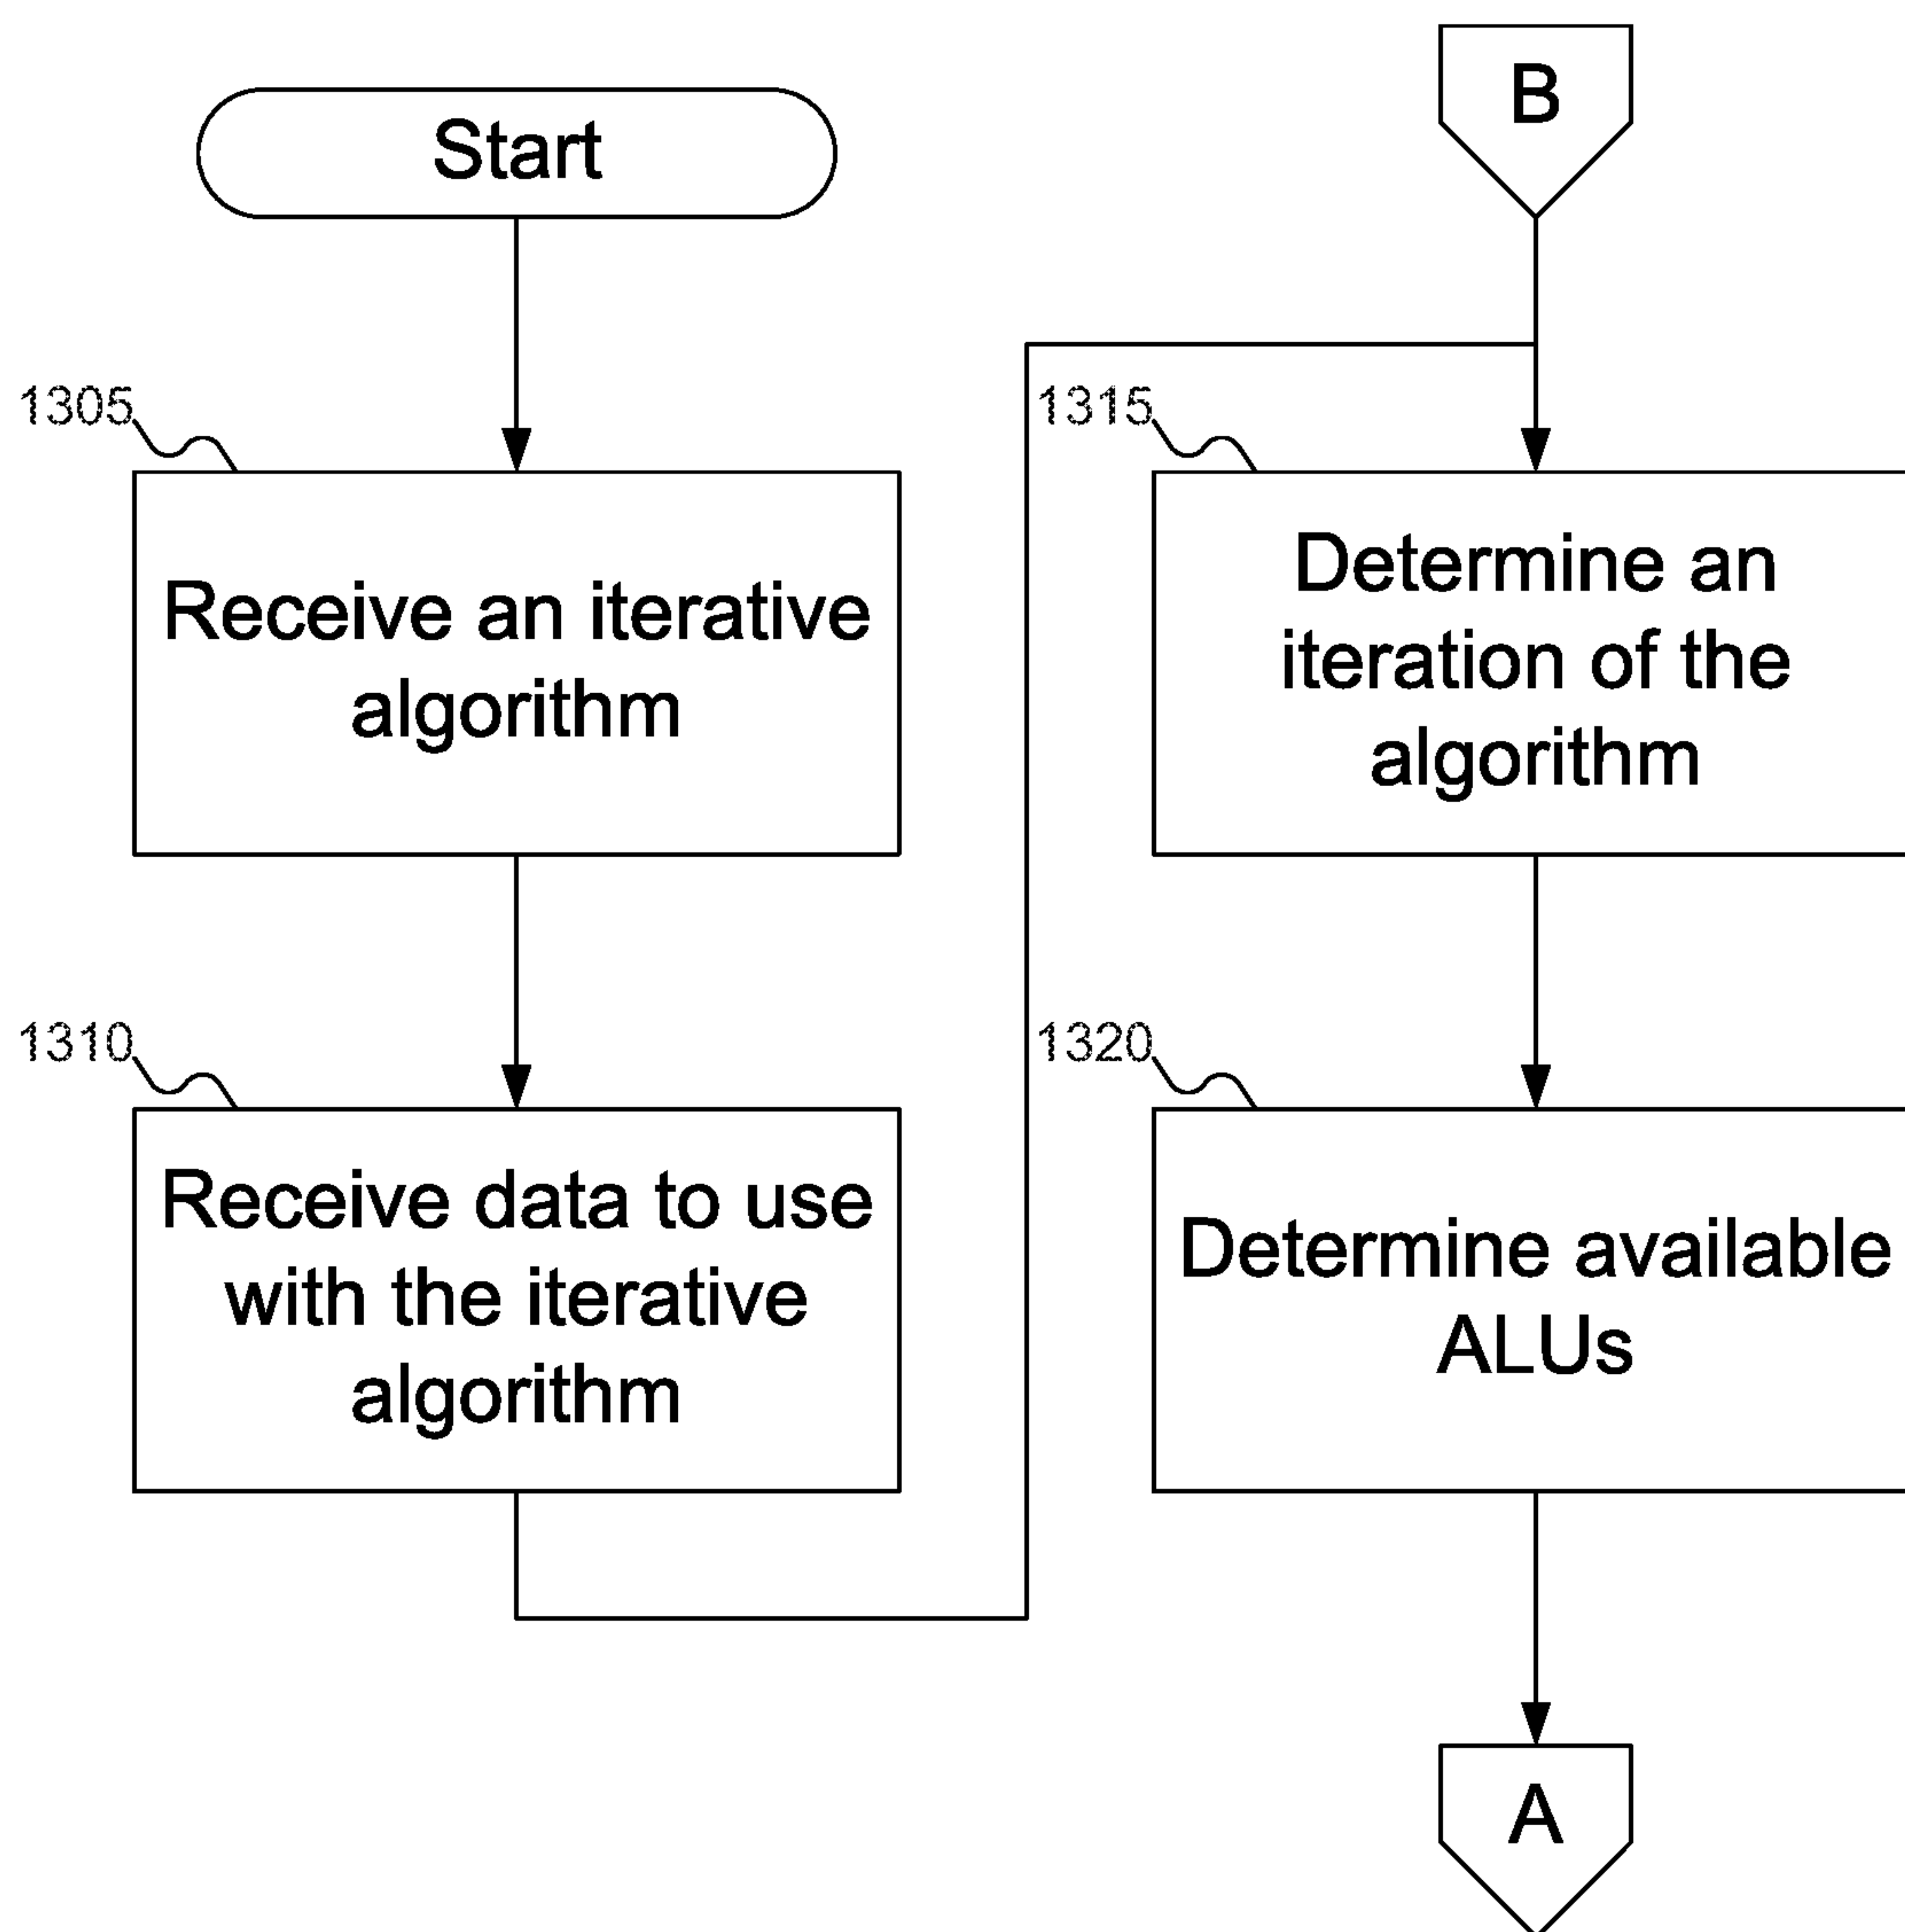 Start
1305
Receive an iterative
algorithm
1310
Receive data to use
with the iterative
algorithm
B
1315
Determine an
iteration of the
algorithm
1320
Determine available
ALUs
A